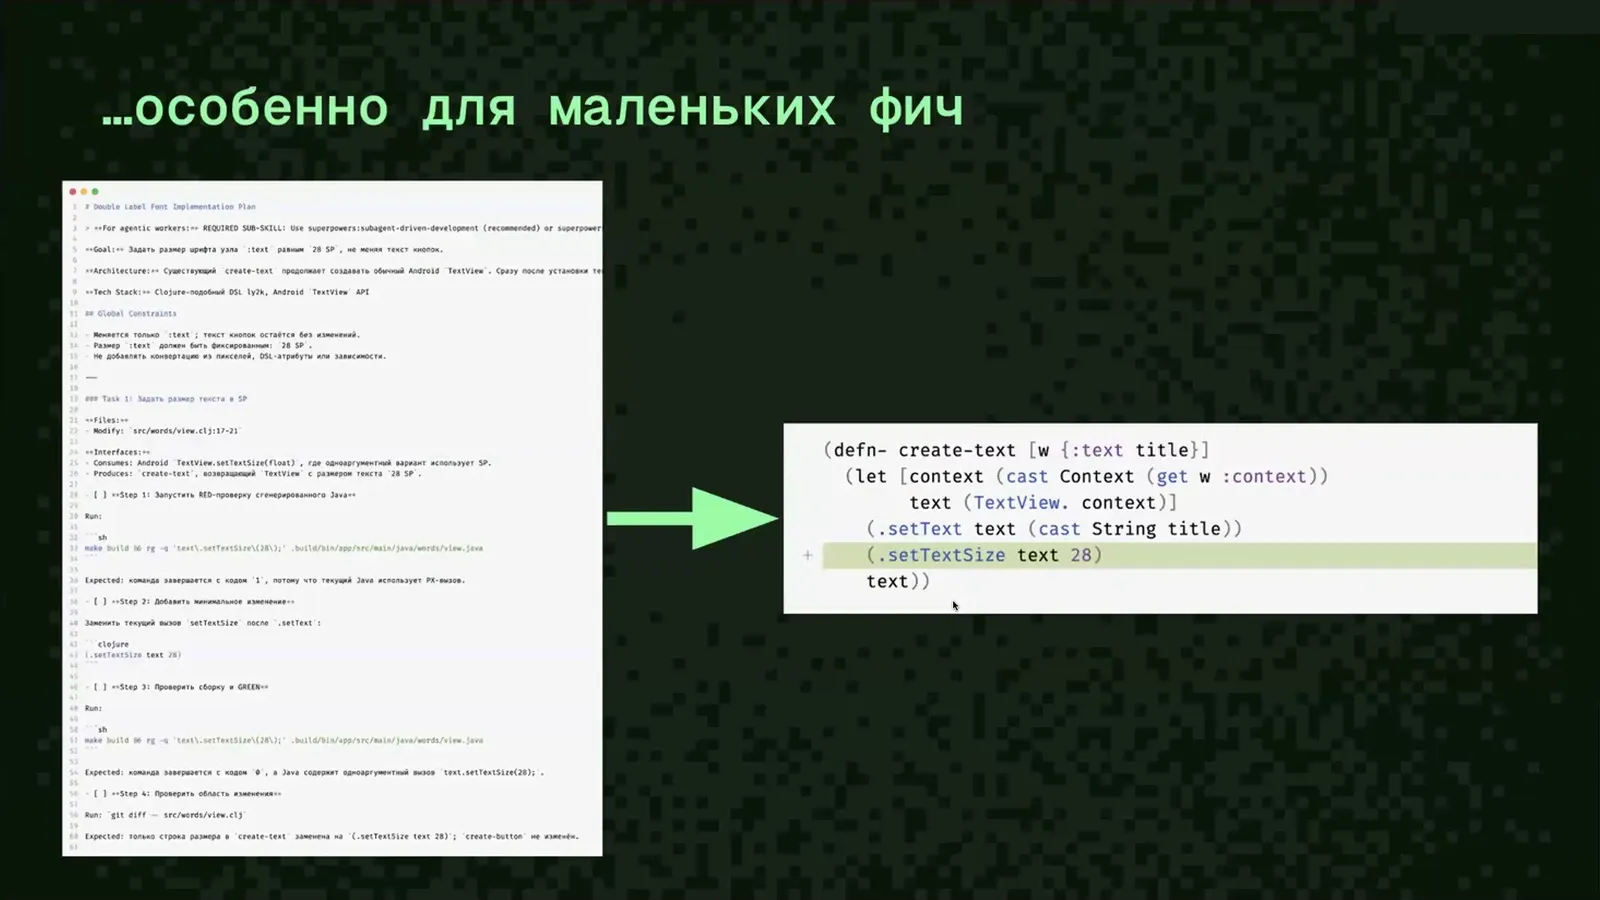 …особенно для маленьких фич
# Double Label Font Implementation Plan
> **For agentic workers:** REQUIRED SUB-SKILL: Use superpowers:subagent-driven-development (recommended) or superpower
**Goal:** Задать размер шрифта узла `:text` равным `28 SP`, не меняя текст кнопок.
**Architecture:** Существующий `create-text` продолжает создавать обычный Android `TextView`. Сразу после установки те
**Tech Stack:** Clojure-подобный DSL ly2k, Android `TextView` API
## Global Constraints
- Меняется только `:text`; текст кнопок остаётся без изменений.
- Размер `:text` должен быть фиксированным: `28 SP`.
- Не добавлять конвертацию из пикселей, DSL-атрибуты или зависимости.
---
### Task 1: Задать размер текста в SP
**Files:**
- Modify: `src/words/view.clj:17-21`
**Interfaces:**
- Consumes: Android `TextView.setTextSize(float)`, где одноаргументный вариант использует SP.
- Produces: `create-text`, возвращающий `TextView` с размером текста `28 SP`.
- [ ] **Step 1: Запустить RED-проверку сгенерированного Java**
Run:
```sh
make build && rg -q 'text\.setTextSize\(28\);' .build/bin/app/src/main/java/words/view.java
```
Expected: команда завершается с кодом `1`, потому что текущий Java использует PX-вызов.
- [ ] **Step 2: Добавить минимальное изменение**
Заменить текущий вызов `setTextSize` после `.setText`:
```clojure
(.setTextSize text 28)
```
- [ ] **Step 3: Проверить сборку и GREEN**
Run:
```sh
make build && rg -q 'text\.setTextSize\(28\);' .build/bin/app/src/main/java/words/view.java
```
Expected: команда завершается с кодом `0`, а Java содержит одноаргументный вызов `text.setTextSize(28);`.
- [ ] **Step 4: Проверить область изменения**
Run: `git diff -- src/words/view.clj`
Expected: только строка размера в `create-text` заменена на `(.setTextSize text 28)`; `create-button` не изменён.
(defn- create-text [w {:text title}]
(let [context (cast Context (get w :context))
text (TextView. context)]
(.setText text (cast String title))
+ (.setTextSize text 28)
text))